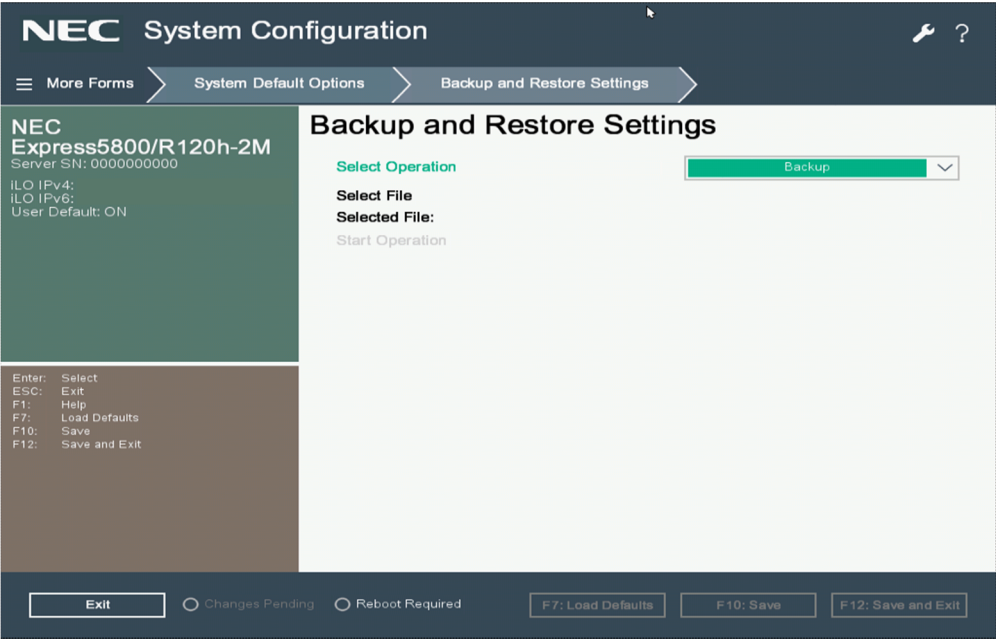 NEC System Configuration
?
More Forms System Default Options Backup and Restore Settings
NEC
Express5800/R120h-2M
Server SN: 0000000000
iLO IPv4:
iLO IPv6:
User Default: ON
Enter: Select
ESC: Exit
F1: Help
F7: Load Defaults
F10: Save
F12: Save and Exit
Backup and Restore Settings
Select Operation Backup
Select File
Selected File:
Start Operation
Exit Changes Pending Reboot Required F7: Load Defaults F10: Save F12: Save and Exit